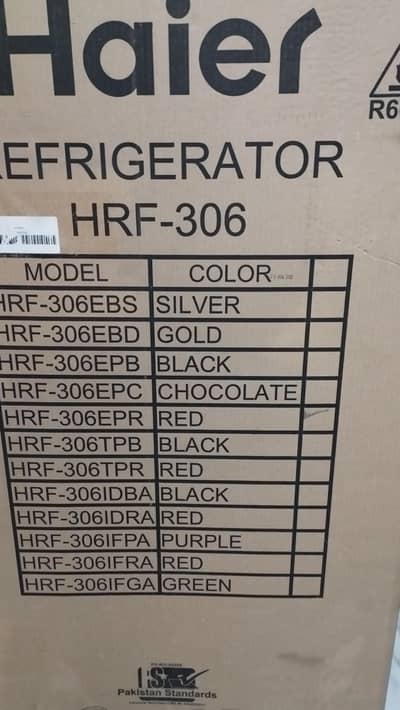 Haier
R6
REFRIGERATOR
HRF-306
MODEL COLOR
HRF-306EBS SILVER
HRF-306EBD GOLD
HRF-306EPB BLACK
HRF-306EPC CHOCOLATE
HRF-306EPR RED
HRF-306TPB BLACK
HRF-306TPR RED
HRF-306IDBA BLACK
HRF-306IDRA RED
HRF-306IFPA PURPLE
HRF-306IFRA RED
HRF-306IFGA GREEN
Pakistan Standards